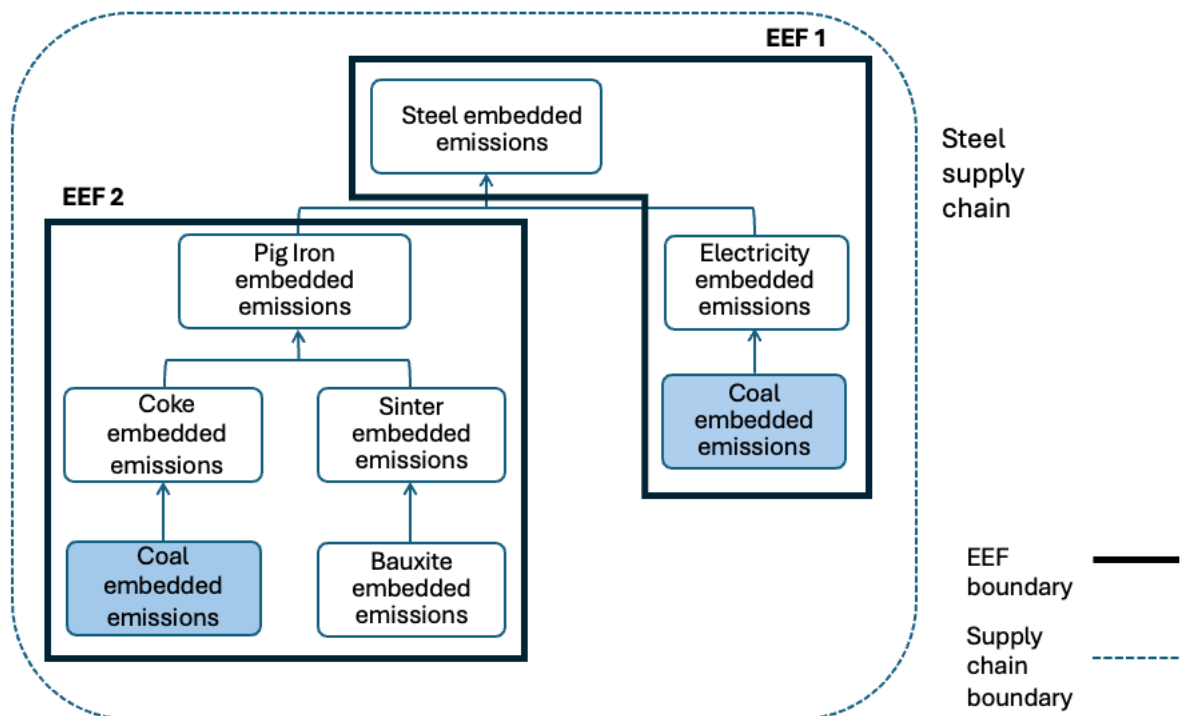 EEF 1
Steel embedded
emissions
Steel
supply
chain
EEF 2
Pig Iron
embedded
emissions
Electricity
embedded
emissions
Coke
embedded
emissions
Sinter
embedded
emissions
Coal
embedded
emissions
Coal
embedded
emissions
Bauxite
embedded
emissions
EEF
boundary
Supply
chain
boundary